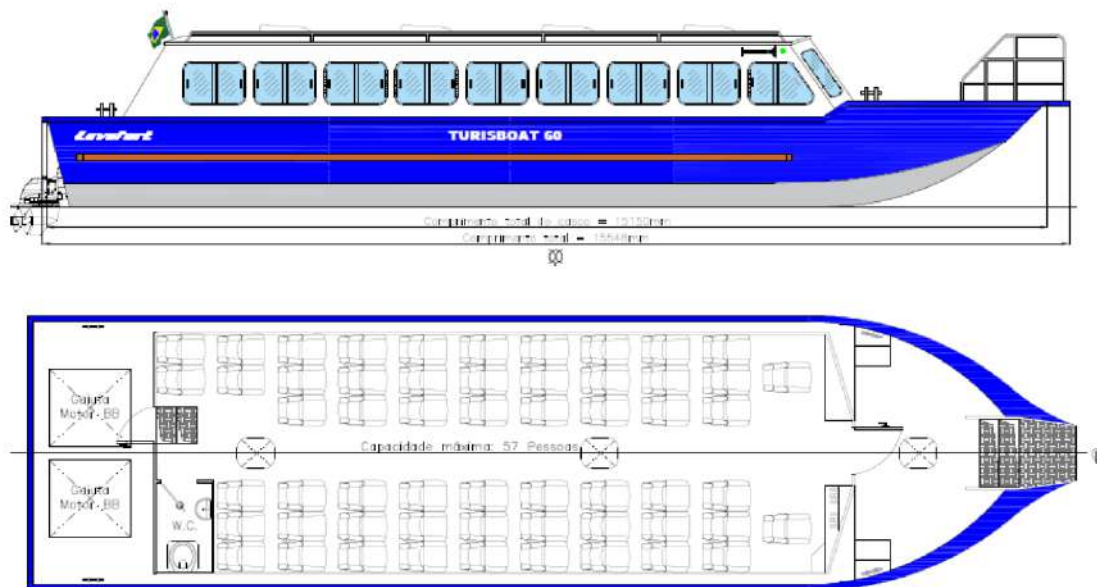 Levefort
TURISBOAT 60
Comprimento total de casco = 15150mm
Comprimento total = 15548mm
Gaiuta
Motor-BB
Capacidade máxima: 57 Pessoas
Gaiuta
Motor-BB
W.C.